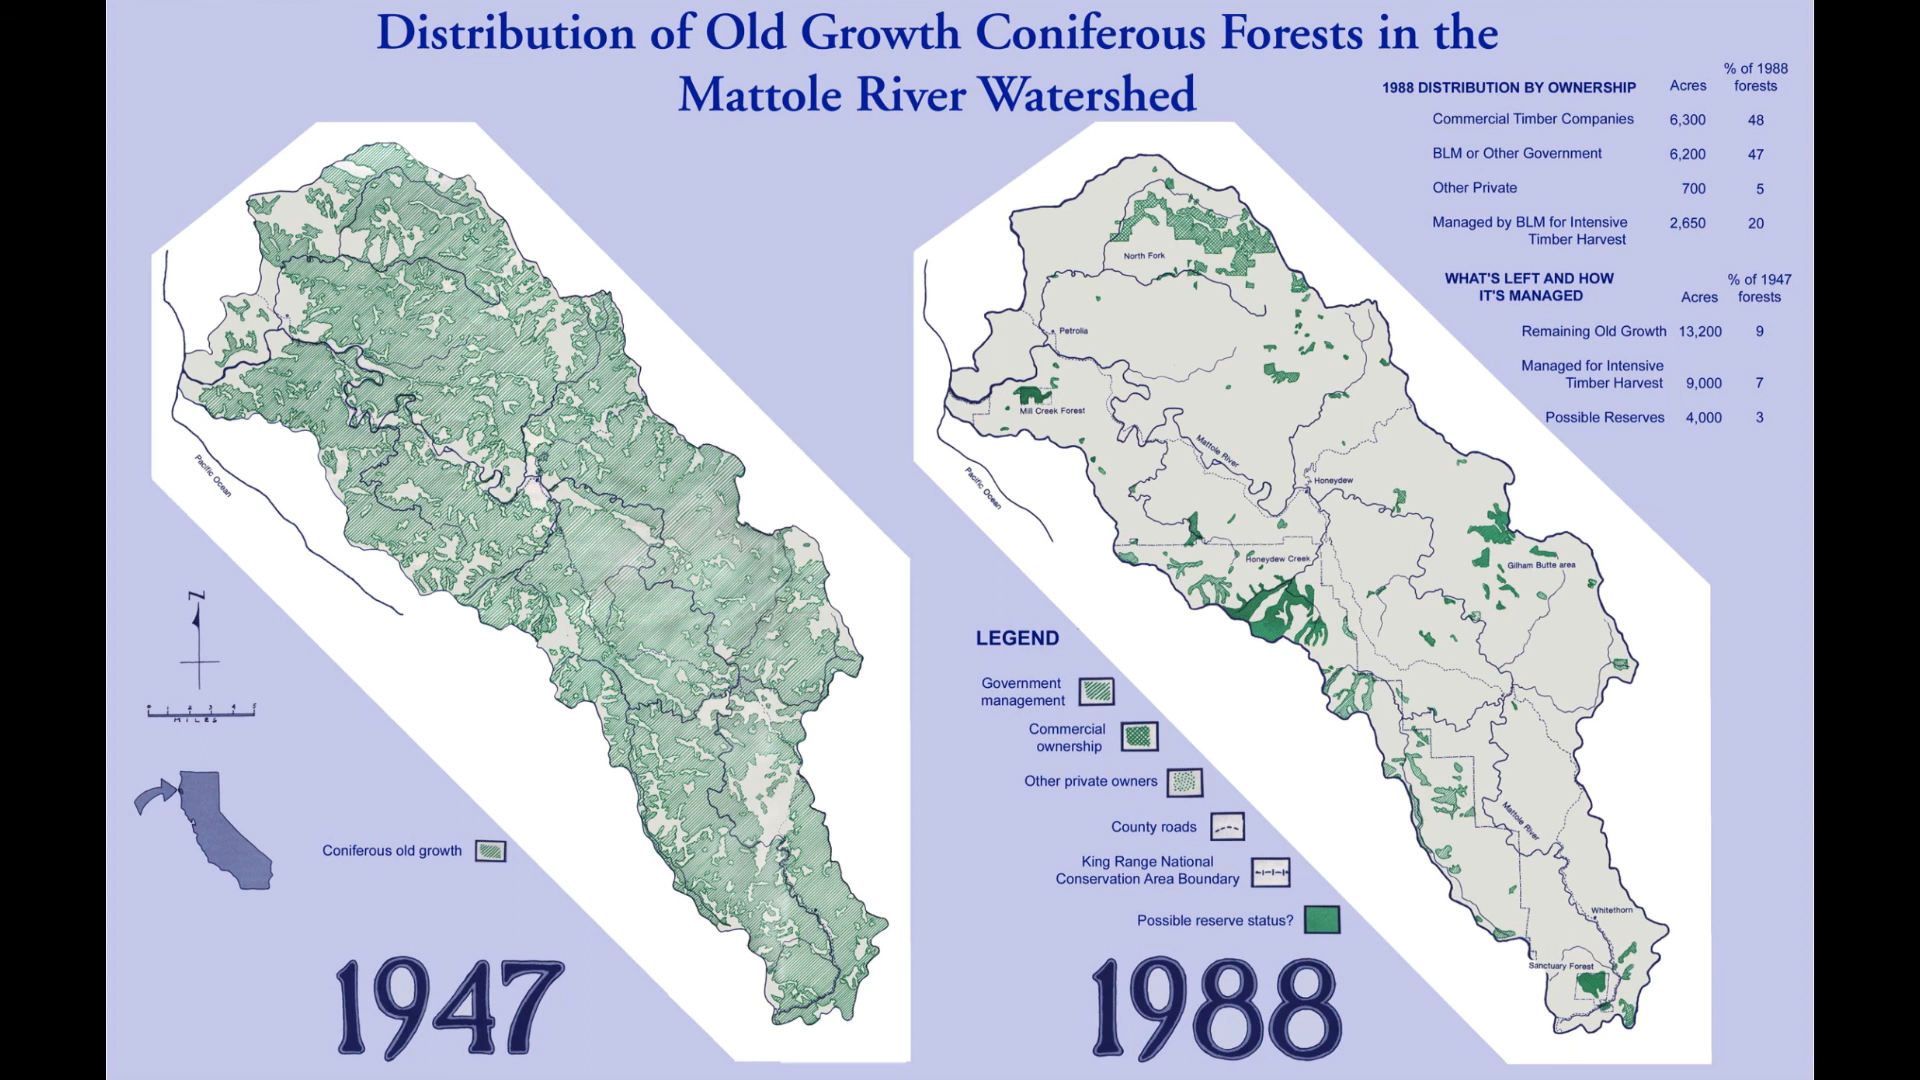 Distribution of Old Growth Coniferous Forests in the
Mattole River Watershed
1988 DISTRIBUTION BY OWNERSHIP Acres % of 1988 forests
Commercial Timber Companies 6,300 48
BLM or Other Government 6,200 47
Other Private 700 5
Managed by BLM for Intensive
Timber Harvest 2,650 20
WHAT'S LEFT AND HOW
IT'S MANAGED Acres % of 1947 forests
Remaining Old Growth 13,200 9
Managed for Intensive
Timber Harvest 9,000 7
Possible Reserves 4,000 3
Pacific Ocean
N
MILES
Coniferous old growth
1947
North Fork
Petrolia
Mill Creek Forest
Mattole River
Pacific Ocean
Honeydew
Honeydew Creek
Gilham Butte area
Mattole River
Whitethorn
Sanctuary Forest
LEGEND
Government
management
Commercial
ownership
Other private owners
County roads
King Range National
Conservation Area Boundary
Possible reserve status?
1988